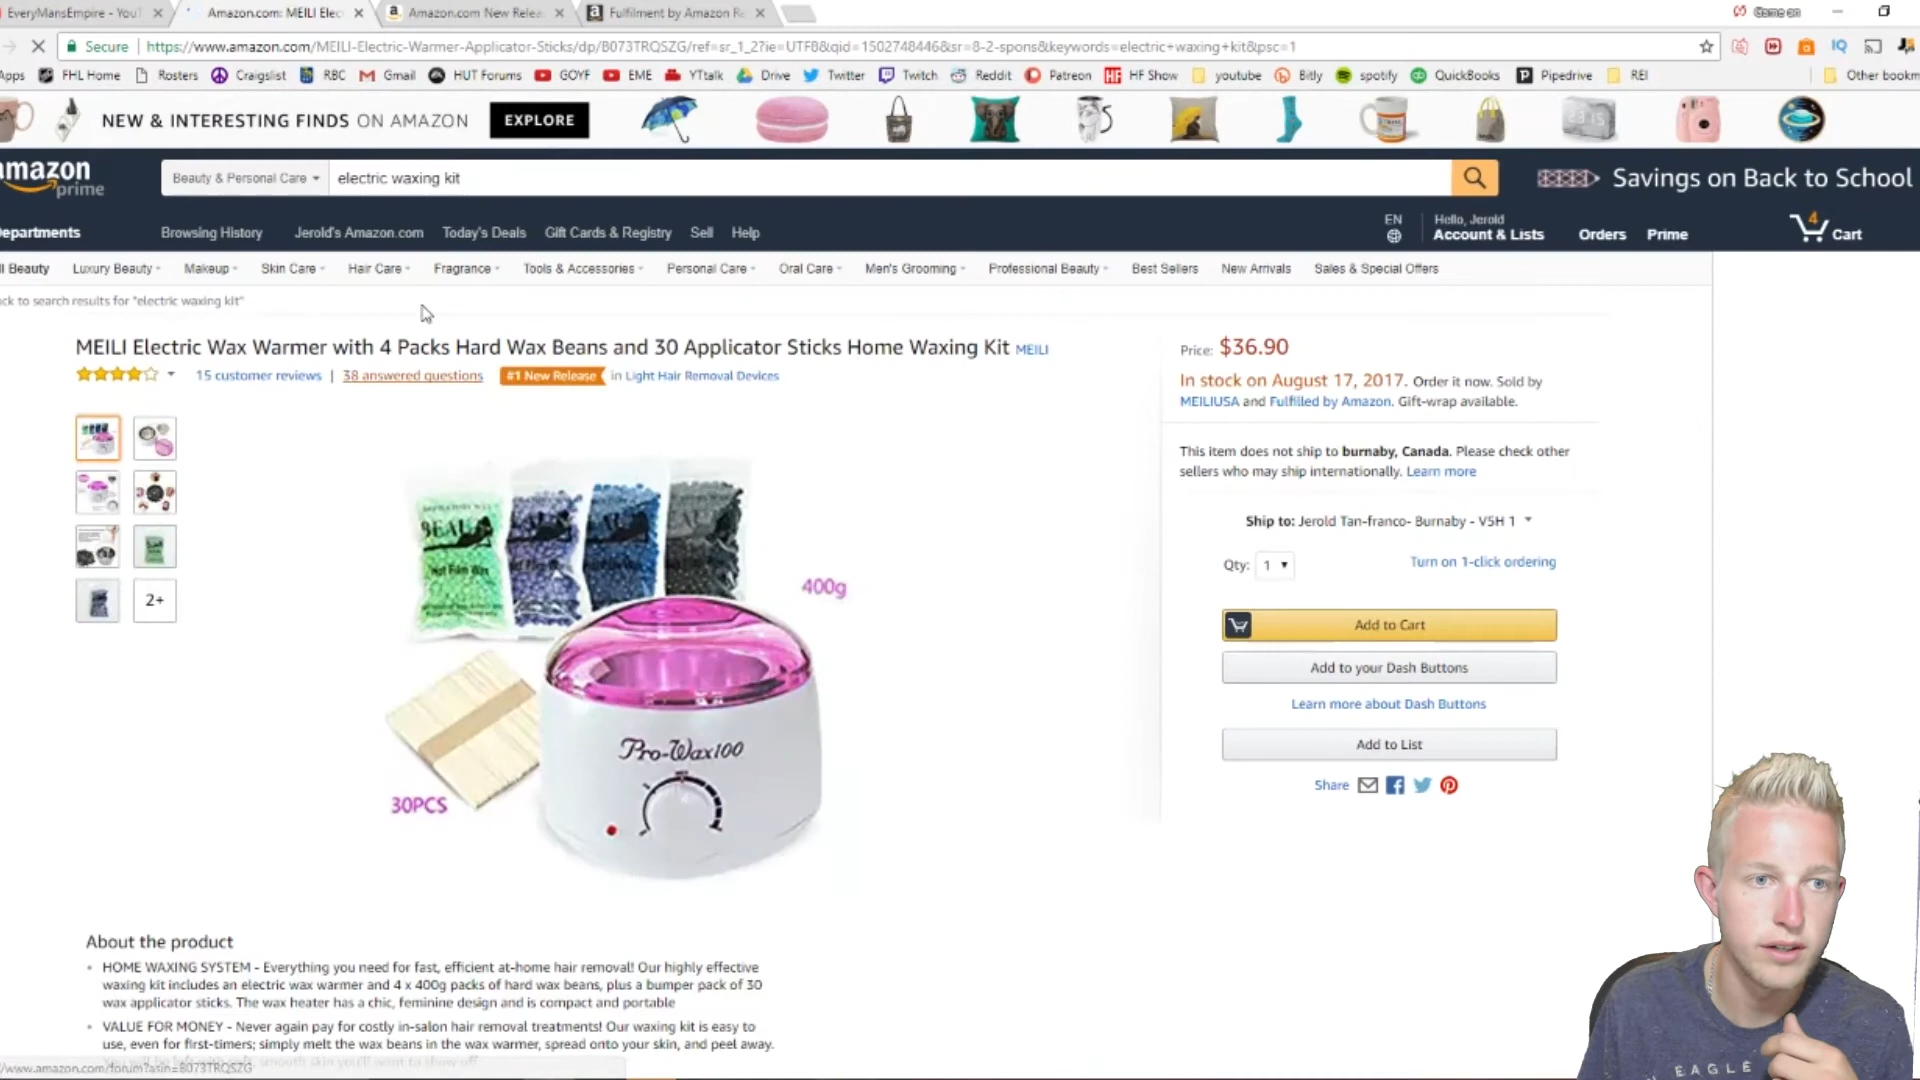 EveryMansEmpire - YouT
Amazon.com: MEILI Elec
Amazon.com New Relea
Fulfilment by Amazon Re
Game on
Secure
https://www.amazon.com/MEILI-Electric-Warmer-Applicator-Sticks/dp/B073TRQSZG/ref=sr_1_2?ie=UTF8&qid=1502748446&sr=8-2-spons&keywords=electric+waxing+kit&psc=1
IQ
Apps FHL Home Rosters Craigslist RBC Gmail HUT Forums GOYF EME YTalk Drive Twitter Twitch Reddit Patreon HF Show youtube Bitly spotify QuickBooks Pipedrive REI Other bookm
NEW & INTERESTING FINDS ON AMAZON EXPLORE
amazon
prime
Beauty & Personal Care
electric waxing kit
Savings on Back to School
Departments
Browsing History Jerold's Amazon.com Today's Deals Gift Cards & Registry Sell Help
EN
Hello, Jerold
Account & Lists
Orders Prime
4
Cart
ll Beauty Luxury Beauty Makeup Skin Care Hair Care Fragrance Tools & Accessories Personal Care Oral Care Men's Grooming Professional Beauty Best Sellers New Arrivals Sales & Special Offers
ck to search results for "electric waxing kit"
MEILI Electric Wax Warmer with 4 Packs Hard Wax Beans and 30 Applicator Sticks Home Waxing Kit MEILI
15 customer reviews | 38 answered questions #1 New Release in Light Hair Removal Devices
2+
400g
Pro-Wax100
30PCS
Price: $36.90
In stock on August 17, 2017. Order it now. Sold by
MEILIUSA and Fulfilled by Amazon. Gift-wrap available.
This item does not ship to burnaby, Canada. Please check other
sellers who may ship internationally. Learn more
Ship to: Jerold Tan-franco- Burnaby - V5H 1
Qty: 1
Turn on 1-click ordering
Add to Cart
Add to your Dash Buttons
Learn more about Dash Buttons
Add to List
Share
About the product
HOME WAXING SYSTEM - Everything you need for fast, efficient at-home hair removal! Our highly effective
waxing kit includes an electric wax warmer and 4 x 400g packs of hard wax beans, plus a bumper pack of 30
wax applicator sticks. The wax heater has a chic, feminine design and is compact and portable
VALUE FOR MONEY - Never again pay for costly in-salon hair removal treatments! Our waxing kit is easy to
use, even for first-timers; simply melt the wax beans in the wax warmer, spread onto your skin, and peel away.
/www.amazon.com/forum?asin=B073TRQSZG
EAGLE